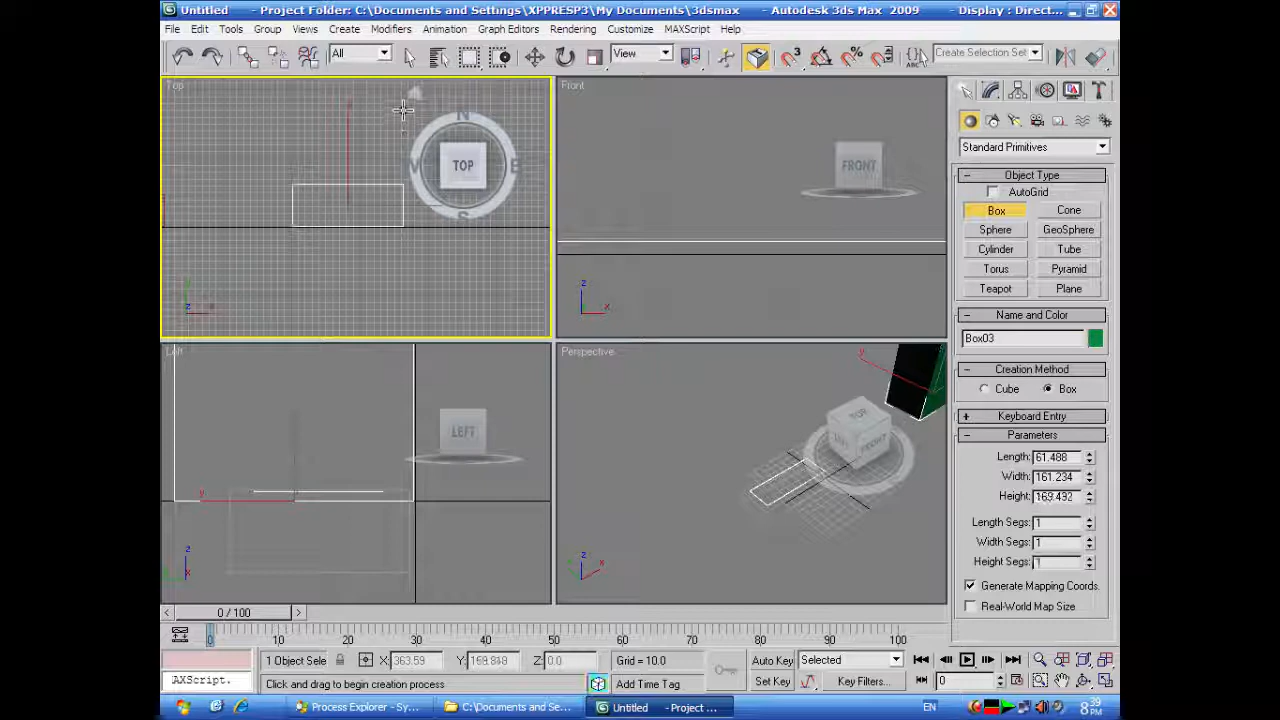 Untitled - Project Folder: C:\Documents and Settings\XPPRESP3\My Documents\3dsmax - Autodesk 3ds Max 2009 - Display : Direct...
File Edit Tools Group Views Create Modifiers Animation Graph Editors Rendering Customize MAXScript Help
All View Create Selection Set
Top Front
N
TOP
S
FRONT
z x
Standard Primitives
Object Type
AutoGrid
Box Cone
Sphere GeoSphere
Cylinder Tube
Torus Pyramid
Teapot Plane
Name and Color
Box03
Creation Method
Cube Box
Keyboard Entry
Parameters
Length: 61.488
Width: 161.234
Height: 169.492
Length Segs: 1
Width Segs: 1
Height Segs: 1
Generate Mapping Coords.
Real-World Map Size
Left Perspective
LEFT
TOP
FRONT
0 / 100
0 10 20 30 40 50 60 70 80 90 100
1 Object Sele X: 363.59 Y: Z: 0.0 Grid = 10.0 Auto Key Selected
AXScript. Click and drag to begin creation process Add Time Tag Set Key Key Filters... 0
Process Explorer - Sy... C:\Documents and Se... Untitled - Project ... EN 8:39 PM